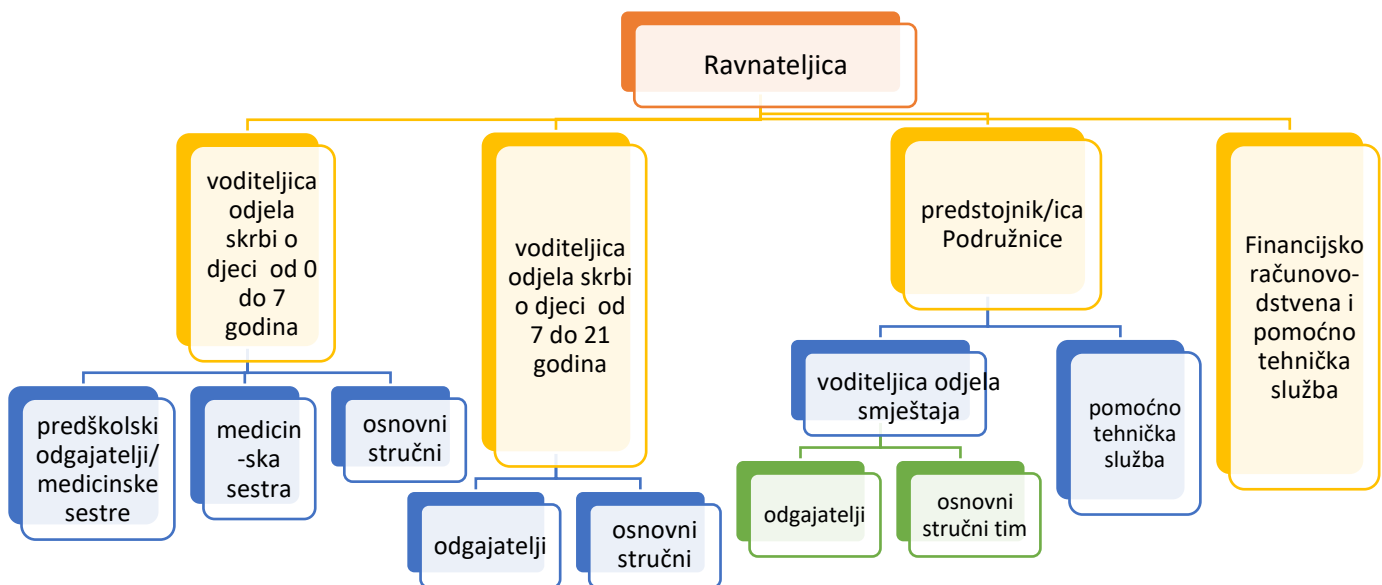 Ravnateljica
voditeljica
odjela
skrbi o
djeci od 0
do 7
godina
voditeljica
odjela skrbi
o djeci od
7 do 21
godina
predstojnik/ica
Podružnice
Financijsko
računovo-
dstvena i
pomoćno
tehnička
služba
predškolski
odgajatelji/
medicinske
sestre
medicin
-ska
sestra
osnovni
stručni
odgajatelji
osnovni
stručni
voditeljica odjela
smještaja
pomoćno
tehnička
služba
odgajatelji
osnovni
stručni tim